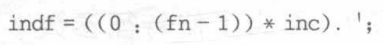 indf = ((0 : (fn - 1)) * inc). ';